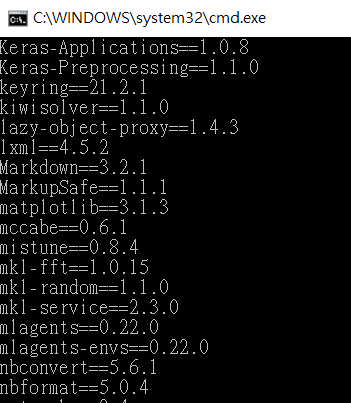 C:\WINDOWS\system32\cmd.exe
Keras-Applications==1.0.8
Keras-Preprocessing==1.1.0
keyring==21.2.1
kiwisolver==1.1.0
lazy-object-proxy==1.4.3
lxml==4.5.2
Markdown==3.2.1
MarkupSafe==1.1.1
matplotlib==3.1.3
mccabe==0.6.1
mistune==0.8.4
mkl-fft==1.0.15
mkl-random==1.1.0
mkl-service==2.3.0
mlagents==0.22.0
mlagents-envs==0.22.0
nbconvert==5.6.1
nbformat==5.0.4